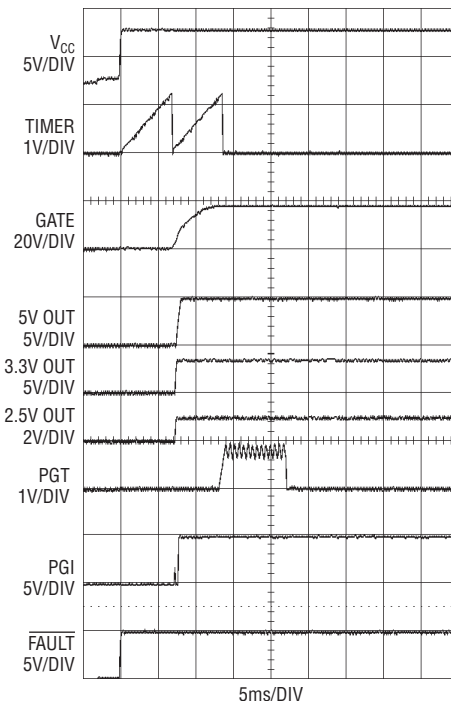 VCC
5V/DIV
TIMER
1V/DIV
GATE
20V/DIV
5V OUT
5V/DIV
3.3V OUT
5V/DIV
2.5V OUT
2V/DIV
PGT
1V/DIV
PGI
5V/DIV
FAULT
5V/DIV
5ms/DIV